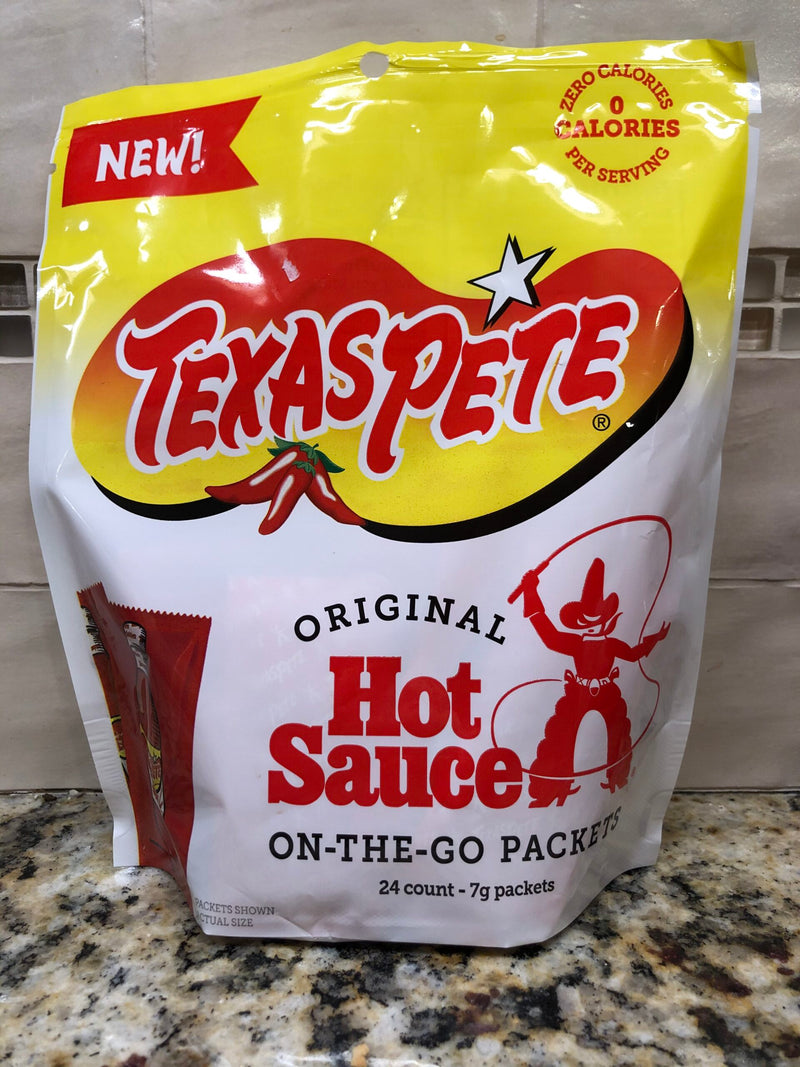 NEW!
ZERO CALORIES
0
CALORIES
PER SERVING
TEXAS PETE
®
ORIGINAL
Hot
Sauce
ON-THE-GO PACKETS
24 count - 7g packets
PACKETS SHOWN
ACTUAL SIZE